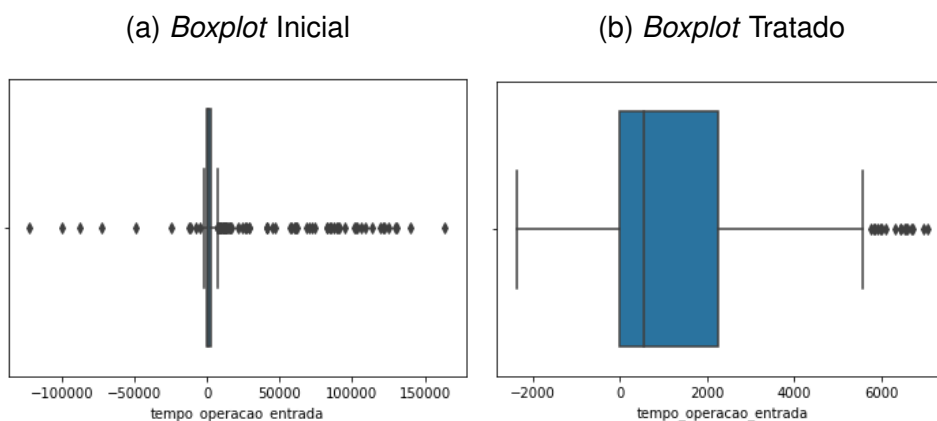 (a) Boxplot Inicial
(b) Boxplot Tratado
−100000 −50000 0 50000 100000 150000
tempo_operacao_entrada
−2000 0 2000 4000 6000
tempo_operacao_entrada